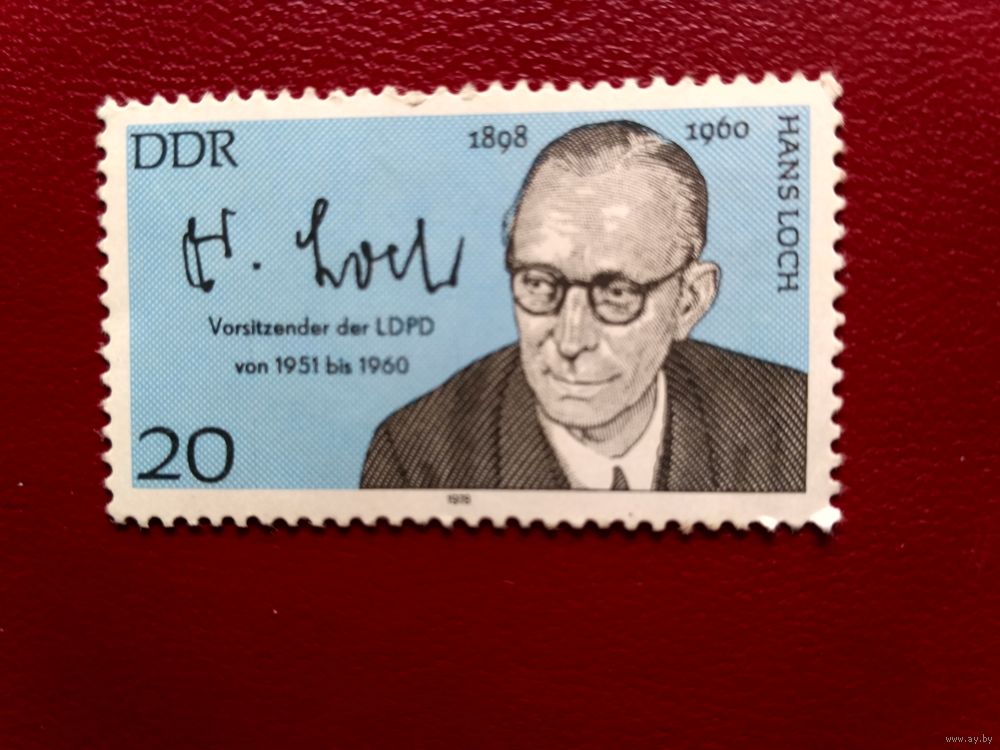 DDR
1898
1960
HANS LOCH
H. Loch
Vorsitzender der LDPD
von 1951 bis 1960
20
1978
www.ay.by